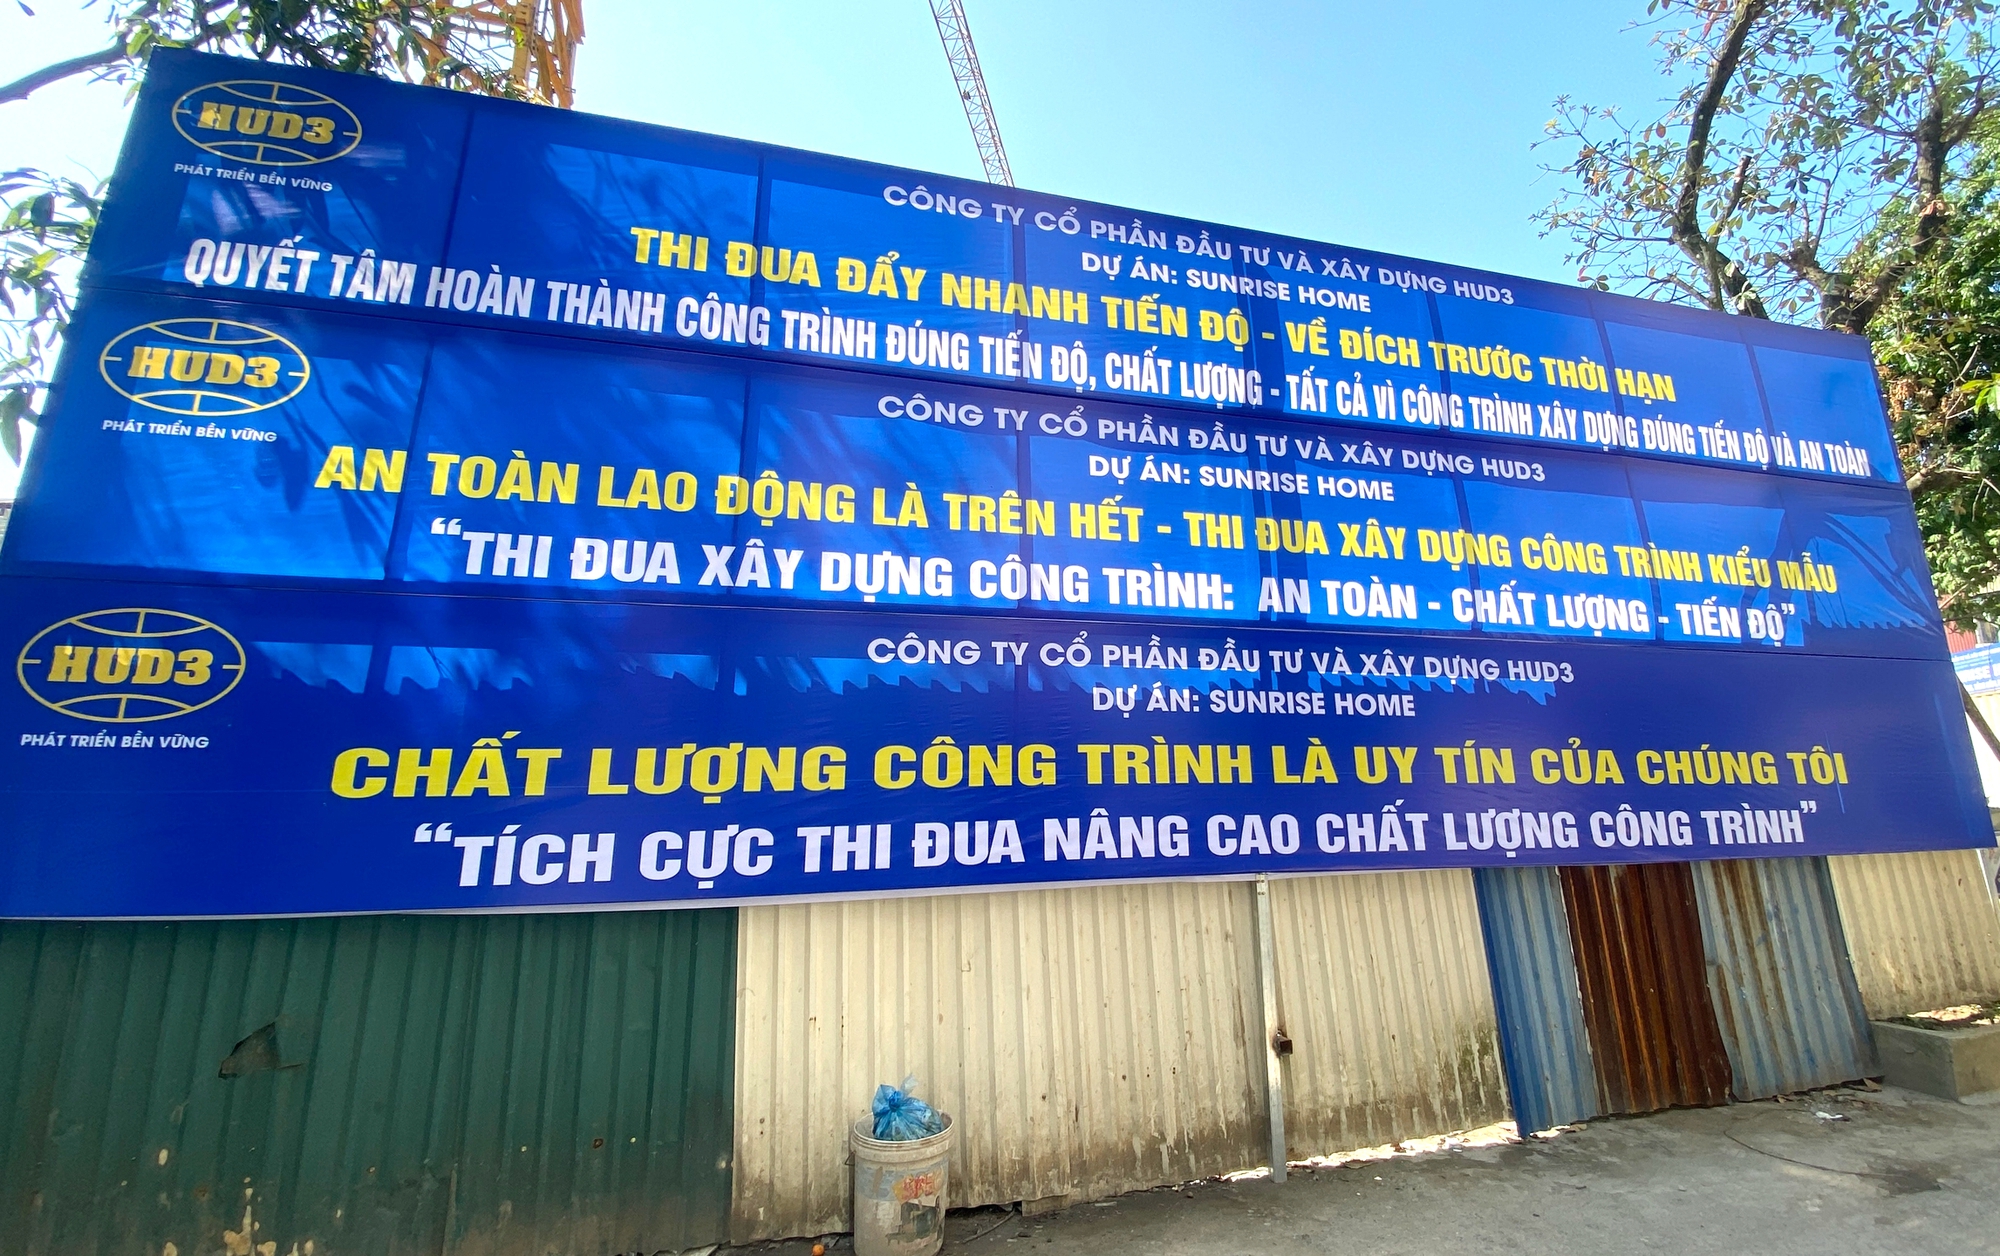 HUD3
PHÁT TRIỂN BỀN VỮNG
CÔNG TY CỔ PHẦN ĐẦU TƯ VÀ XÂY DỰNG HUD3
DỰ ÁN: SUNRISE HOME
THI ĐUA ĐẨY NHANH TIẾN ĐỘ - VỀ ĐÍCH TRƯỚC THỜI HẠN
QUYẾT TÂM HOÀN THÀNH CÔNG TRÌNH ĐÚNG TIẾN ĐỘ, CHẤT LƯỢNG - TẤT CẢ VÌ CÔNG TRÌNH XÂY DỰNG ĐÚNG TIẾN ĐỘ VÀ AN TOÀN
HUD3
PHÁT TRIỂN BỀN VỮNG
CÔNG TY CỔ PHẦN ĐẦU TƯ VÀ XÂY DỰNG HUD3
DỰ ÁN: SUNRISE HOME
AN TOÀN LAO ĐỘNG LÀ TRÊN HẾT - THI ĐUA XÂY DỰNG CÔNG TRÌNH KIỂU MẪU
“THI ĐUA XÂY DỰNG CÔNG TRÌNH: AN TOÀN - CHẤT LƯỢNG - TIẾN ĐỘ”
HUD3
PHÁT TRIỂN BỀN VỮNG
CÔNG TY CỔ PHẦN ĐẦU TƯ VÀ XÂY DỰNG HUD3
DỰ ÁN: SUNRISE HOME
CHẤT LƯỢNG CÔNG TRÌNH LÀ UY TÍN CỦA CHÚNG TÔI
“TÍCH CỰC THI ĐUA NÂNG CAO CHẤT LƯỢNG CÔNG TRÌNH”